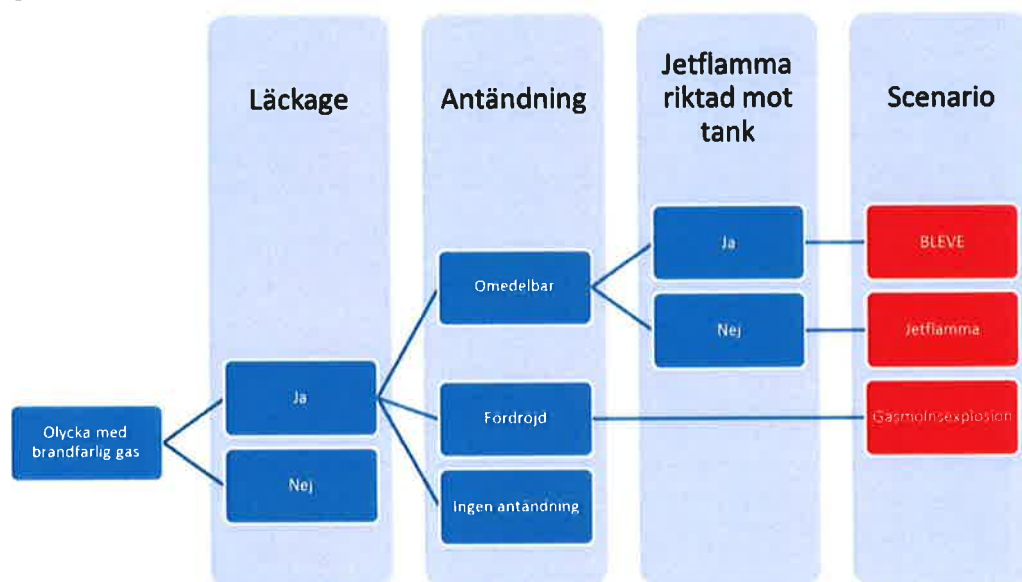 Läckage
Antändning
Jetflamma
riktad mot
tank
Scenario
Ja
BLEVE
Omedelbar
Nej
Jetflamma
Ja
Fördröjd
Gasmolnsexplosion
Olycka med
brandfarlig gas
Nej
Ingen antändning